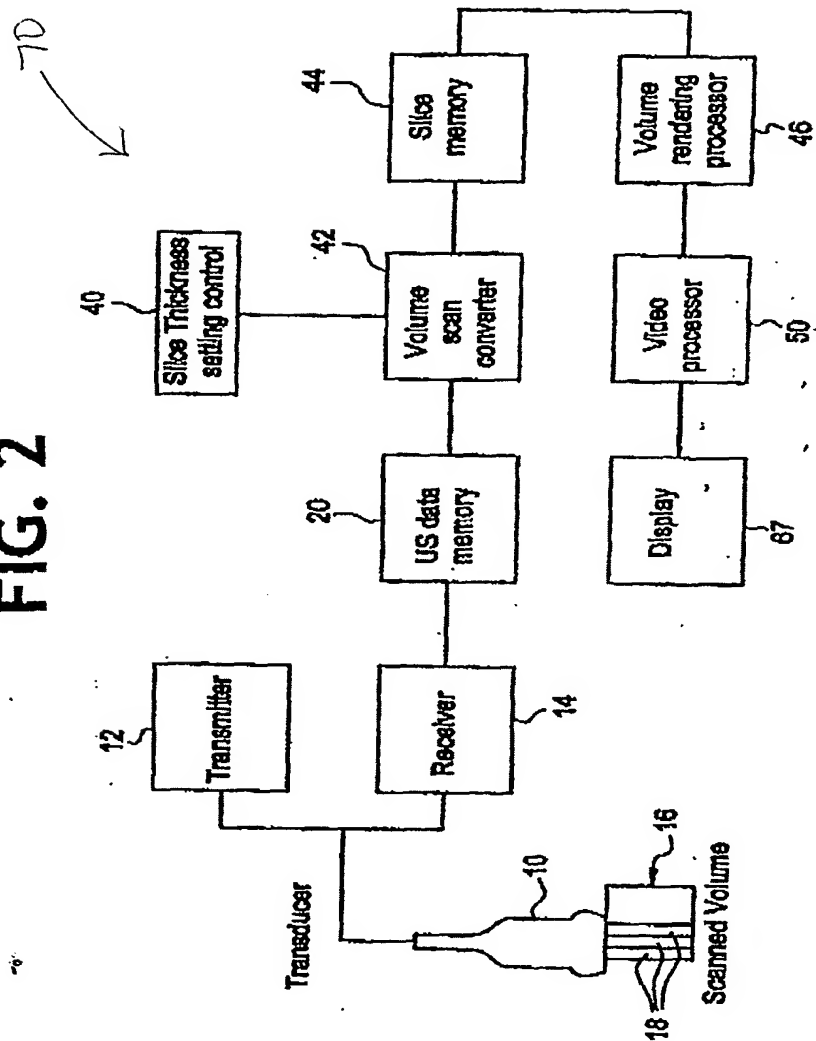 FIG. 2
70
12
Transmitter
40
Slice Thickness
setting control
Transducer
14
Receiver
20
US data
memory
42
Volume
scan
converter
44
Slice
memory
10
16
18
Scanned Volume
Display
67
Video
processor
50
Volume
rendering
processor
46